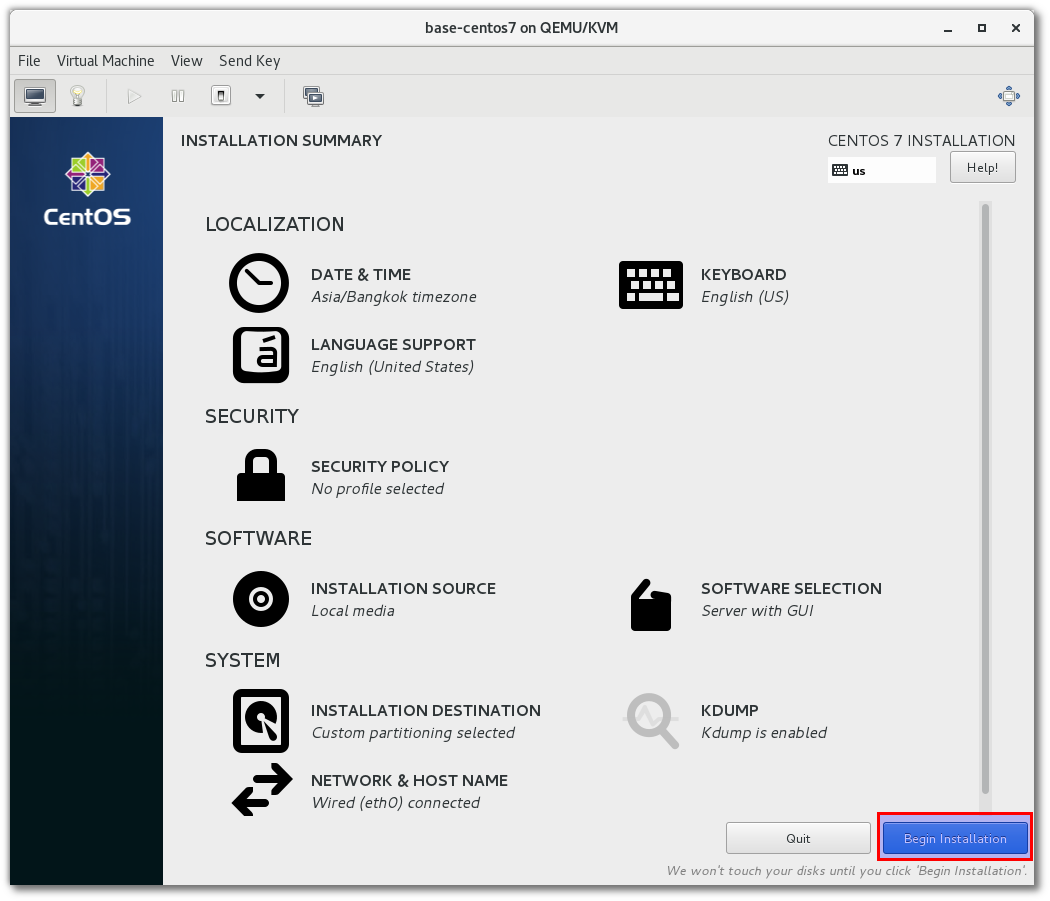 base-centos7 on QEMU/KVM
File Virtual Machine View Send Key
INSTALLATION SUMMARY
CENTOS 7 INSTALLATION
us
Help!
CentOS
LOCALIZATION
DATE & TIME
Asia/Bangkok timezone
KEYBOARD
English (US)
á
LANGUAGE SUPPORT
English (United States)
SECURITY
SECURITY POLICY
No profile selected
SOFTWARE
INSTALLATION SOURCE
Local media
SOFTWARE SELECTION
Server with GUI
SYSTEM
INSTALLATION DESTINATION
Custom partitioning selected
KDUMP
Kdump is enabled
NETWORK & HOST NAME
Wired (eth0) connected
Quit
Begin Installation
We won't touch your disks until you click 'Begin Installation'.